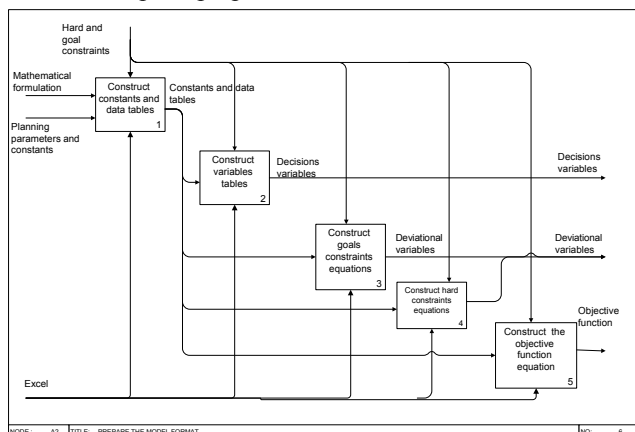 Hard and
goal
constraints
Mathematical
formulation
Construct
constants and
data tables
1
Constants and data
tables
Planning
parameters and
constants
Construct
variables
tables
2
Decisions
variables
Decisions
variables
Construct
goals
constraints
equations
3
Deviational
variables
Deviational
variables
Construct hard
constraints
equations
4
Objective
function
Construct the
objective
function
equation
5
Excel
NODE: A2 TITLE: PREPARE THE MODEL FORMAT NO: 6